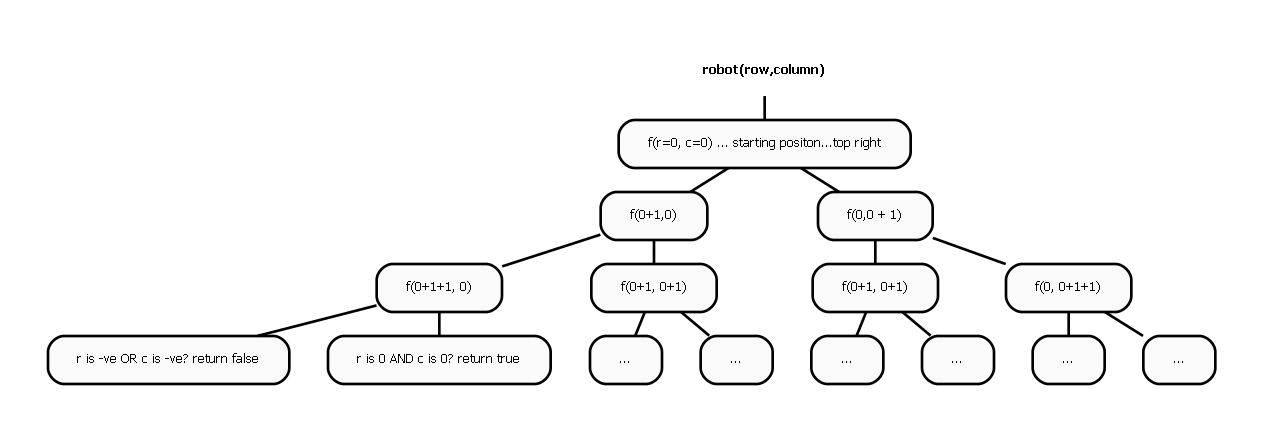 robot(row,column)
f(r=0, c=0) ... starting positon...top right
f(0+1,0)
f(0,0 + 1)
f(0+1+1, 0)
f(0+1, 0+1)
f(0+1, 0+1)
f(0, 0+1+1)
r is -ve OR c is -ve? return false
r is 0 AND c is 0? return true
...
...
...
...
...
...